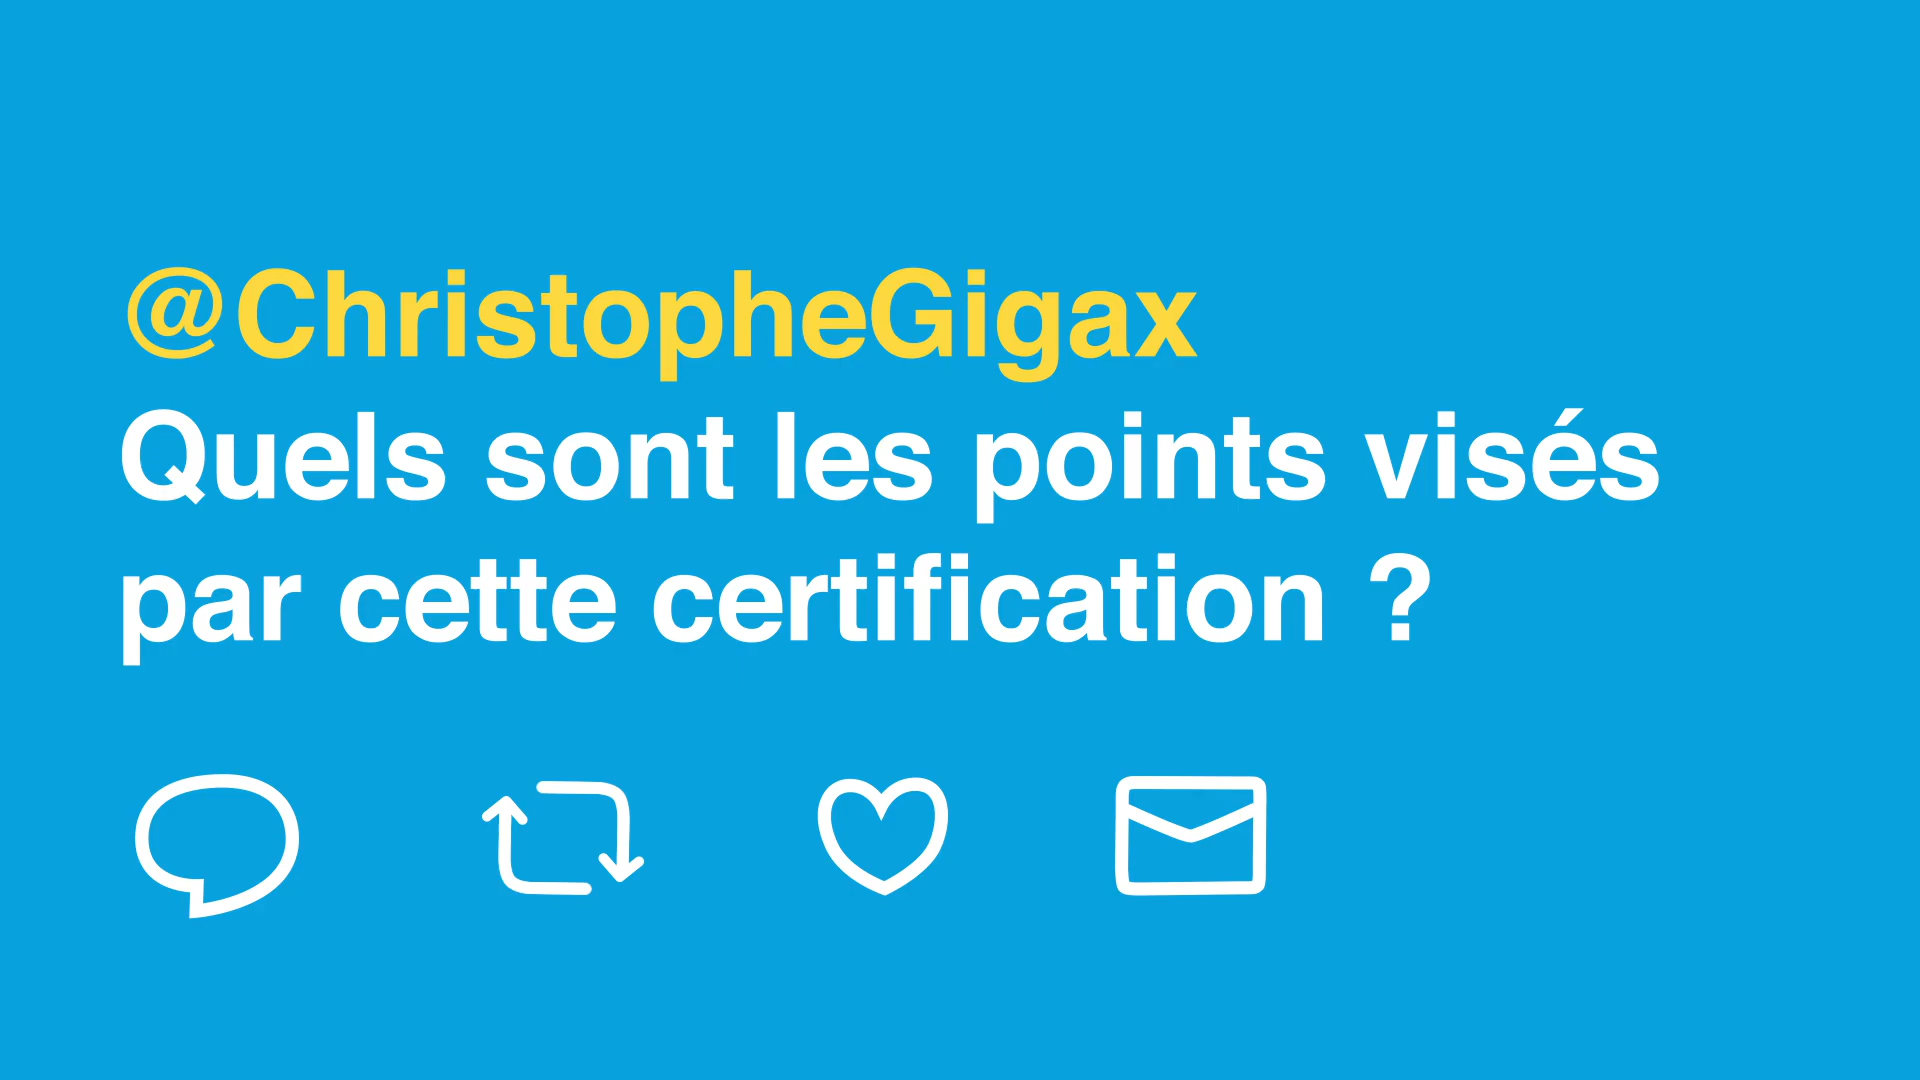 @ChristopheGigax
Quels sont les points visés
par cette certification ?